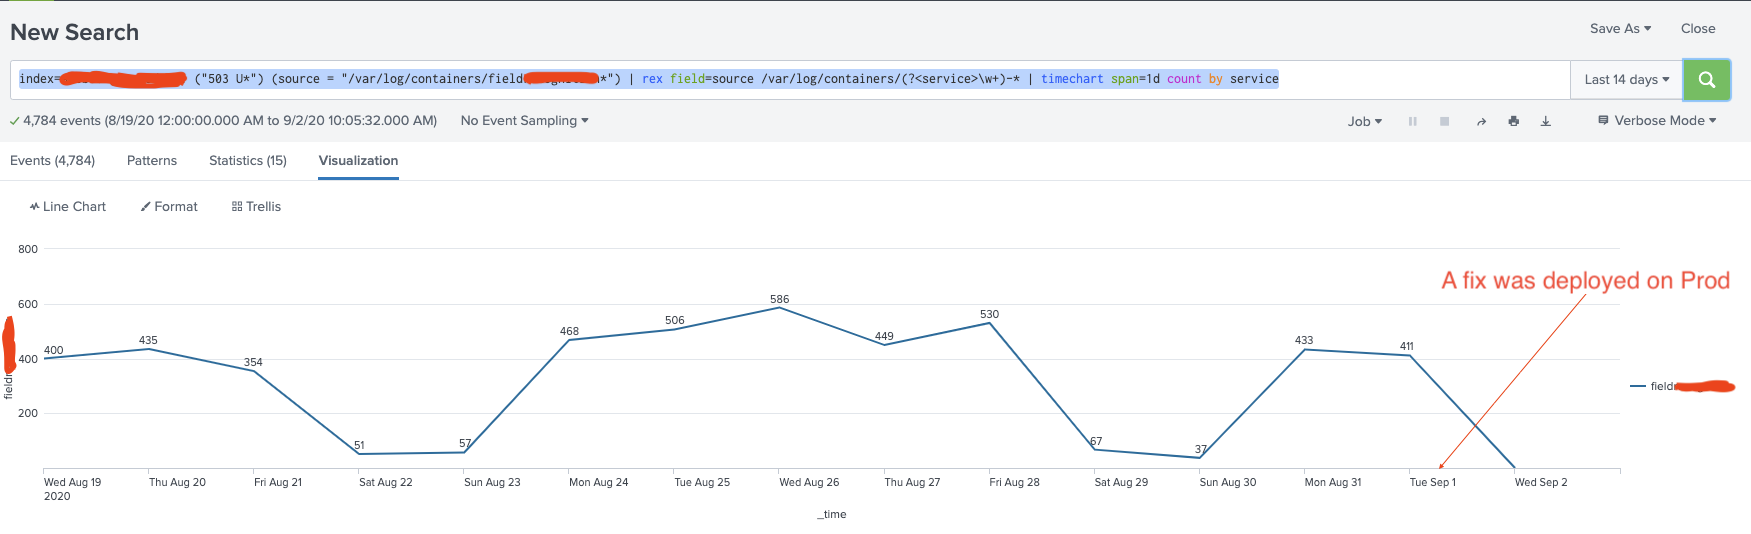 New Search
Save As
Close
index= ("503 U*") (source = "/var/log/containers/field *") | rex field=source /var/log/containers/(?<service>\w+)-* | timechart span=1d count by service
Last 14 days
4,784 events (8/19/20 12:00:00.000 AM to 9/2/20 10:05:32.000 AM)
No Event Sampling
Job
Verbose Mode
Events (4,784)
Patterns
Statistics (15)
Visualization
Line Chart
Format
Trellis
800
600
400
200
field
A fix was deployed on Prod
400
435
354
51
57
468
506
586
449
530
67
37
433
411
field
Wed Aug 19
2020
Thu Aug 20
Fri Aug 21
Sat Aug 22
Sun Aug 23
Mon Aug 24
Tue Aug 25
Wed Aug 26
Thu Aug 27
Fri Aug 28
Sat Aug 29
Sun Aug 30
Mon Aug 31
Tue Sep 1
Wed Sep 2
_time